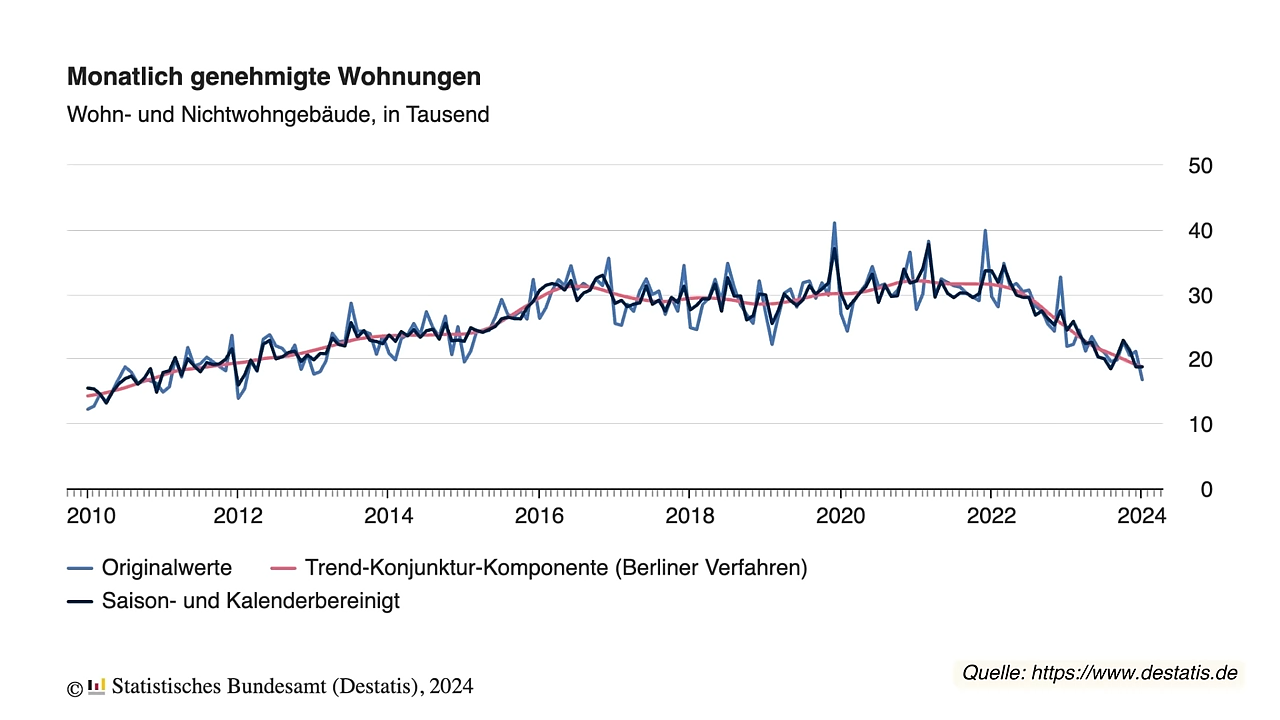 Monatlich genehmigte Wohnungen
Wohn- und Nichtwohngebäude, in Tausend
50
40
30
20
10
0
2010 2012 2014 2016 2018 2020 2022 2024
Originalwerte Trend-Konjunktur-Komponente (Berliner Verfahren)
Saison- und Kalenderbereinigt
© Statistisches Bundesamt (Destatis), 2024
Quelle: https://www.destatis.de